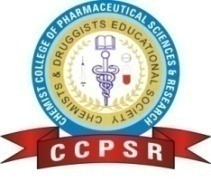 CHEMIST COLLEGE OF PHARMACEUTICAL SCIENCES & RESEARCH
CHEMISTS & DRUGGISTS EDUCATIONAL SOCIETY
CCPSR